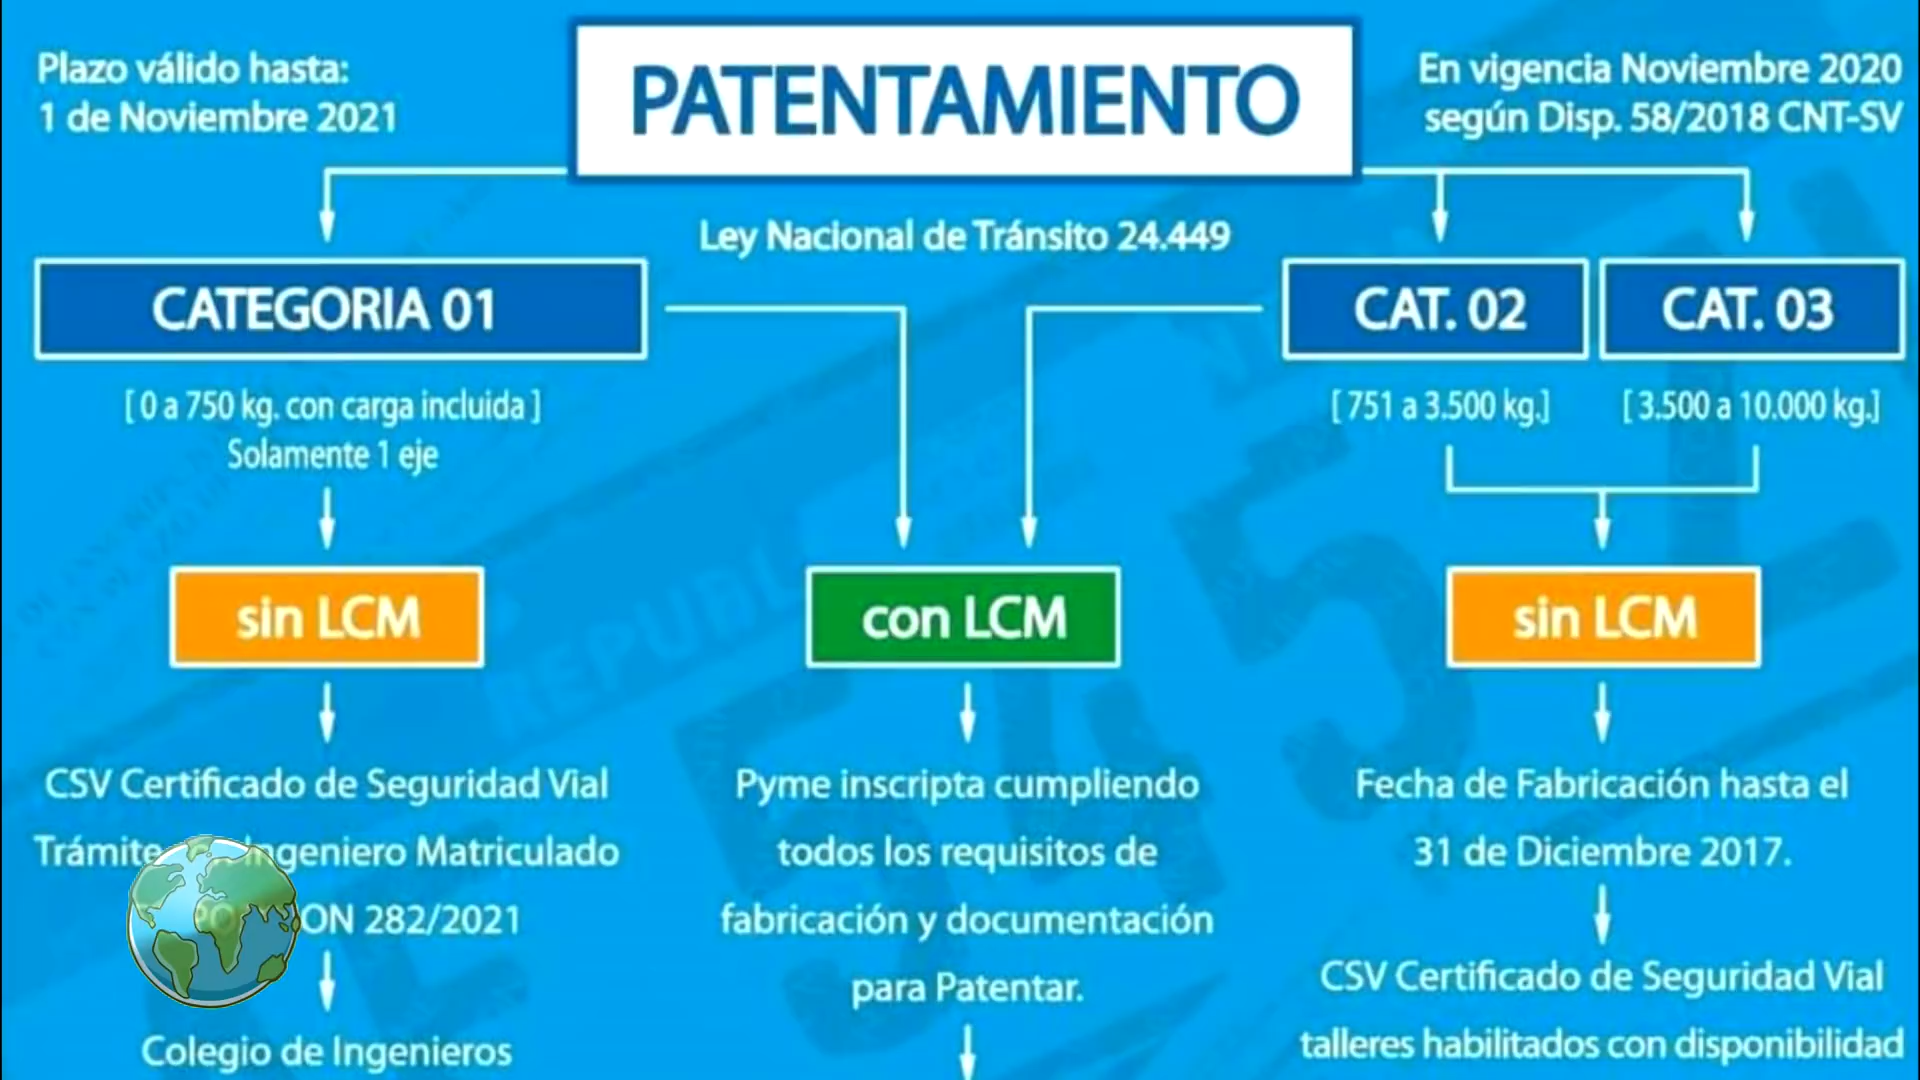 Plazo válido hasta:
1 de Noviembre 2021
PATENTAMIENTO
En vigencia Noviembre 2020
según Disp. 58/2018 CNT-SV
Ley Nacional de Tránsito 24.449
CATEGORIA 01
[ 0 a 750 kg. con carga incluida ]
Solamente 1 eje
sin LCM
CSV Certificado de Seguridad Vial
Trámite Ingeniero Matriculado
282/2021
Colegio de Ingenieros
con LCM
Pyme inscripta cumpliendo
todos los requisitos de
fabricación y documentación
para Patentar.
CAT. 02
[ 751 a 3.500 kg.]
CAT. 03
[ 3.500 a 10.000 kg.]
sin LCM
Fecha de Fabricación hasta el
31 de Diciembre 2017.
CSV Certificado de Seguridad Vial
talleres habilitados con disponibilidad